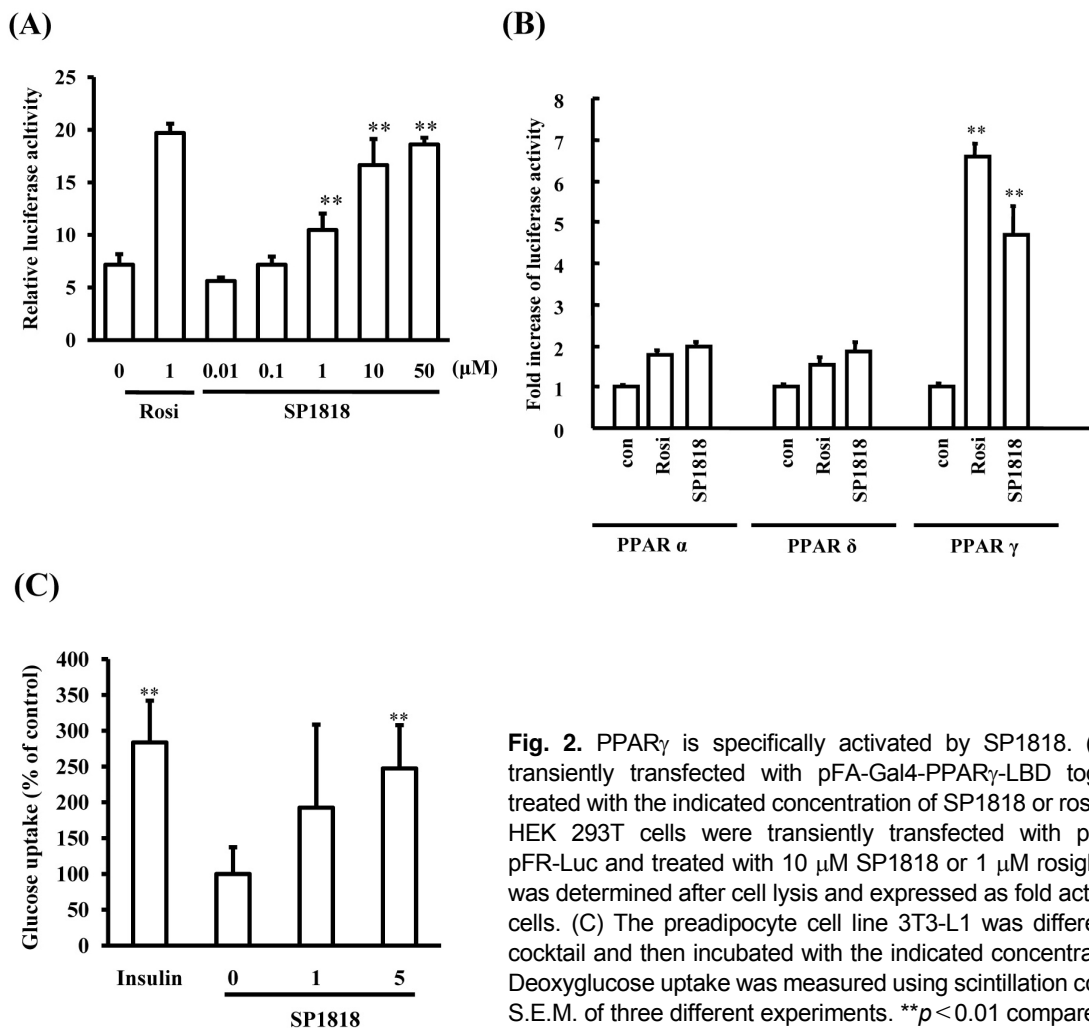 (A)
Relative luciferase acltivity
25
20
15
10
5
0
**
**
**
0 1 0.01 0.1 1 10 50 (μM)
Rosi SP1818
(B)
Fold increase of luciferase activity
8
7
6
5
4
3
2
1
0
**
**
con Rosi SP1818 con Rosi SP1818 con Rosi SP1818
PPAR α PPAR δ PPAR γ
(C)
Glucose uptake (% of control)
400
350
300
250
200
150
100
50
0
**
**
Insulin 0 1 5
SP1818
Fig. 2. PPARγ is specifically activated by SP1818. (
transiently transfected with pFA-Gal4-PPARγ-LBD tog
treated with the indicated concentration of SP1818 or ros
HEK 293T cells were transiently transfected with p
pFR-Luc and treated with 10 μM SP1818 or 1 μM rosigl
was determined after cell lysis and expressed as fold act
cells. (C) The preadipocyte cell line 3T3-L1 was differe
cocktail and then incubated with the indicated concentra
Deoxyglucose uptake was measured using scintillation co
S.E.M. of three different experiments. **p<0.01 compare